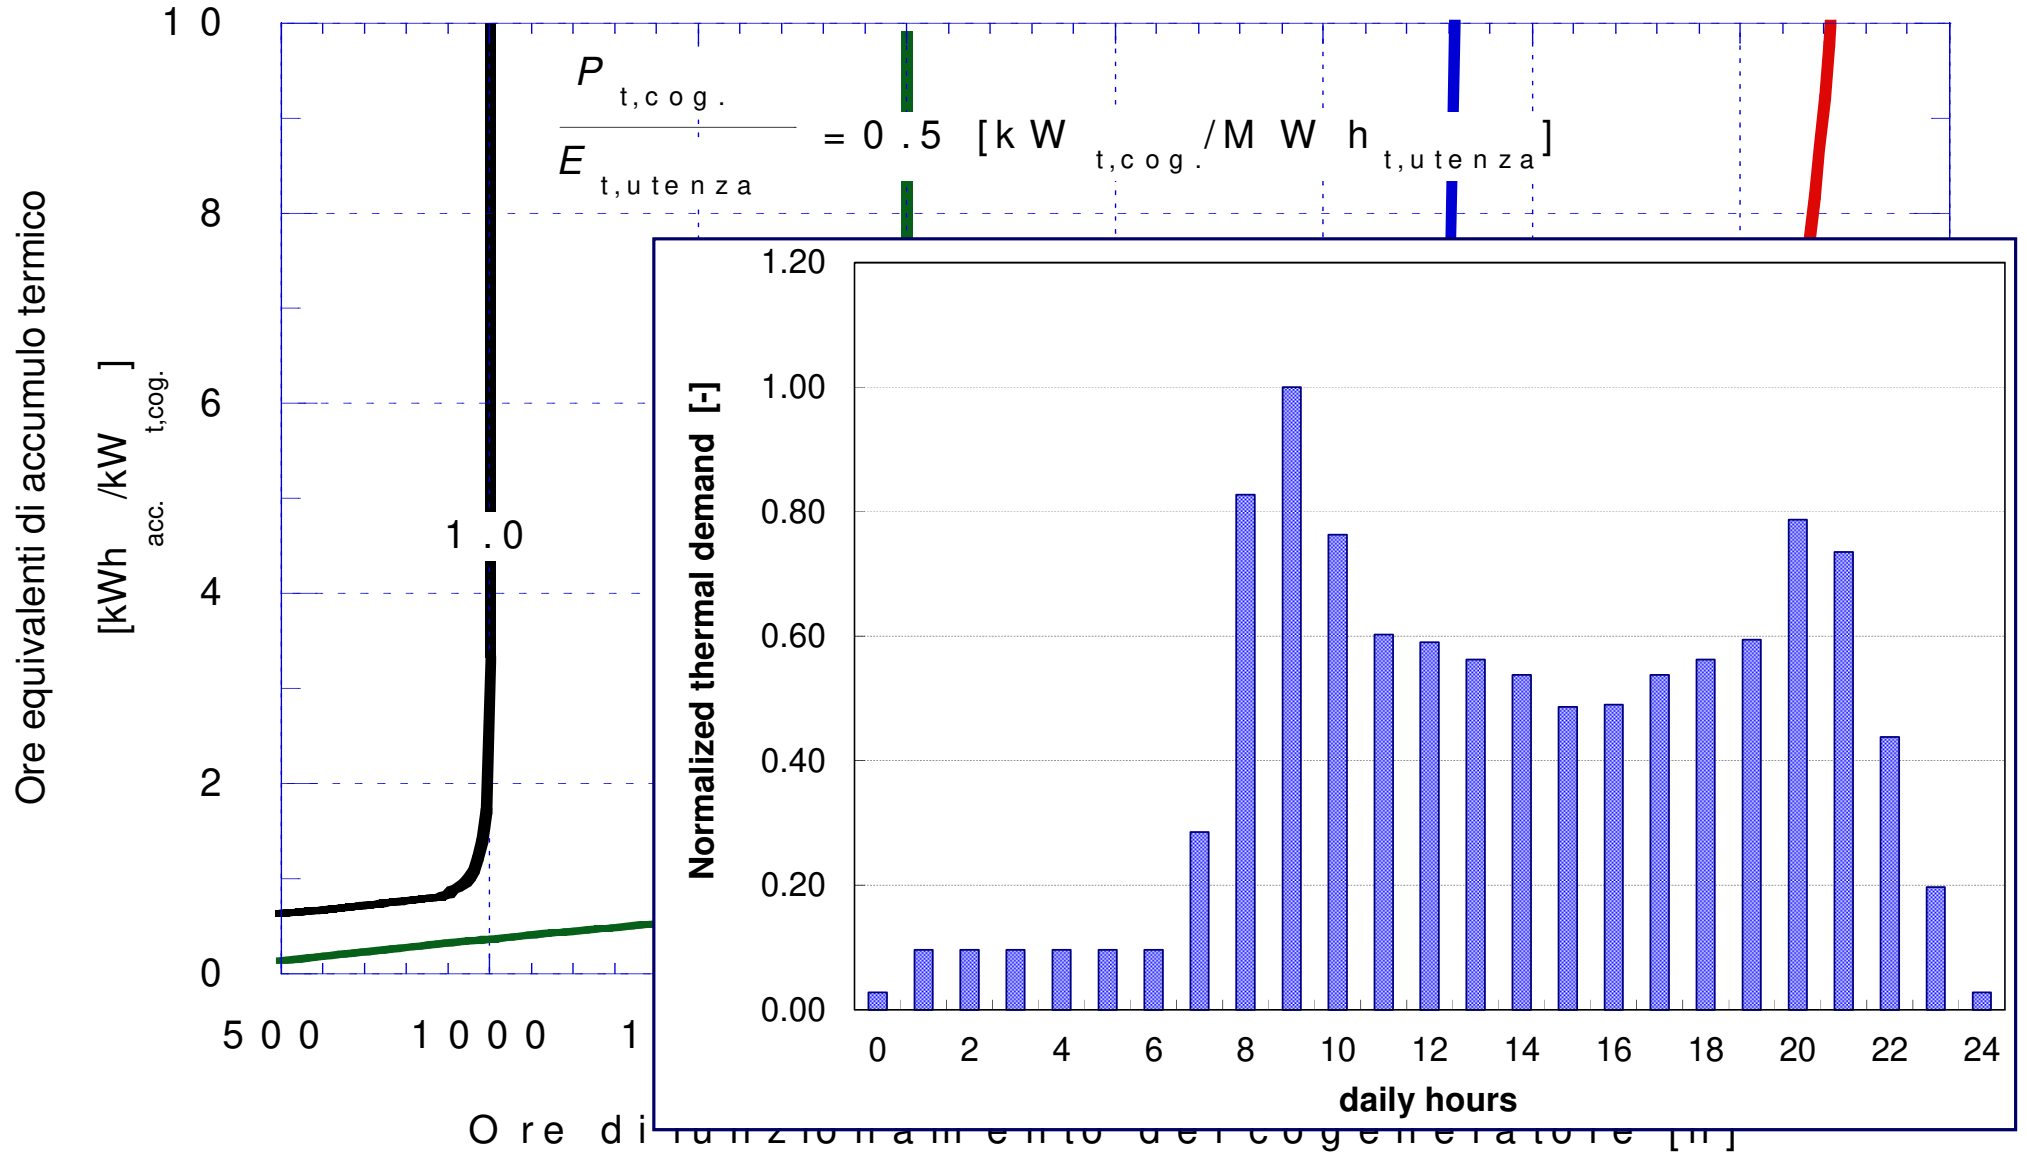 Ore equivalenti di accumulo termico
[kWh acc. /kW t,cog. ]
10
8
6
4
2
0
P t,cog.
E t,utenza
= 0.5 [kW t,cog./MWh t,utenza]
1.0
500 1000 1
Ore di funzionamento del cogeneratore [h]
Normalized thermal demand [-]
1.20
1.00
0.80
0.60
0.40
0.20
0.00
0 2 4 6 8 10 12 14 16 18 20 22 24
daily hours